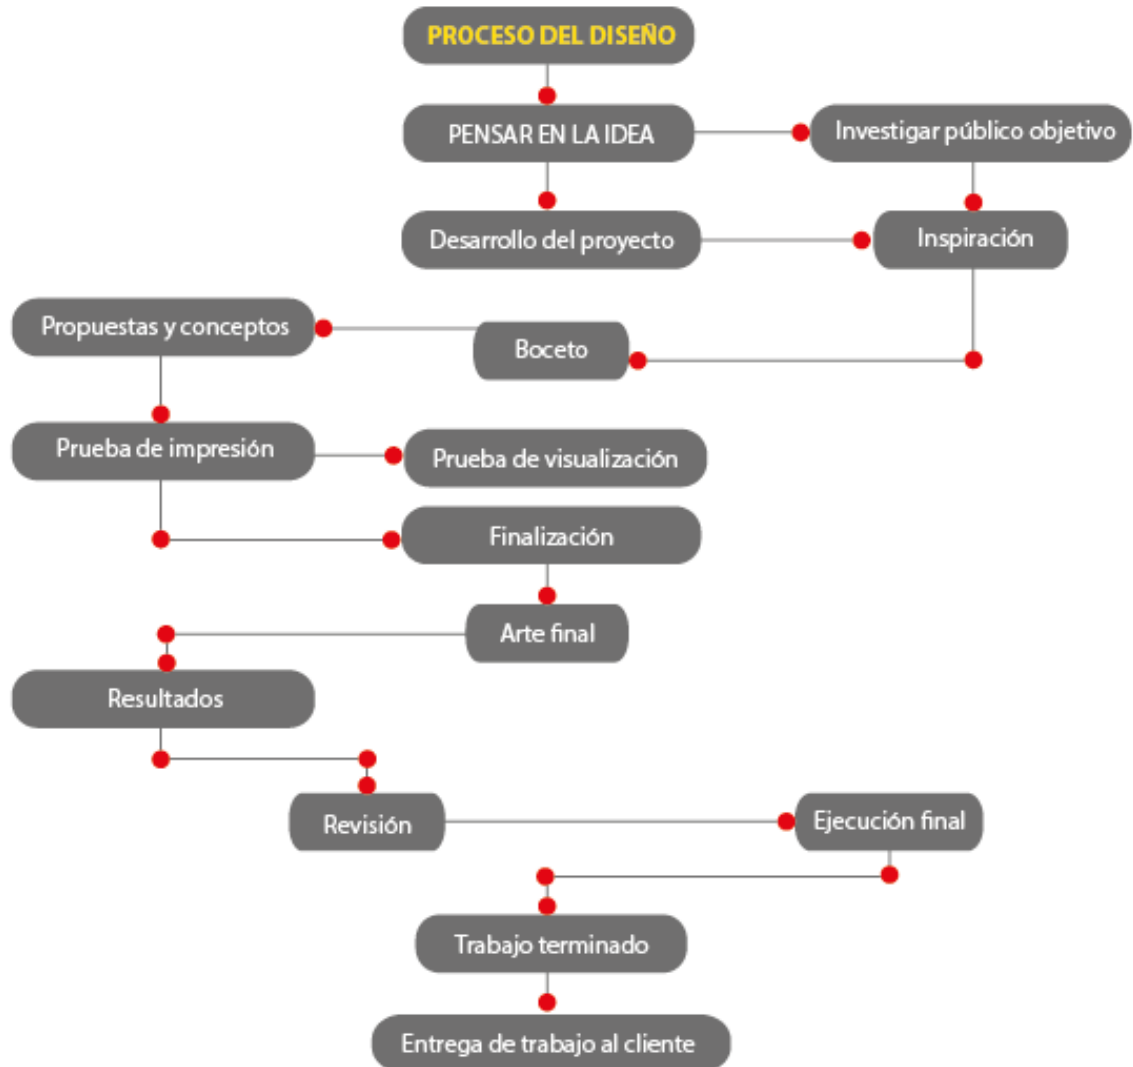 PROCESO DEL DISEÑO
PENSAR EN LA IDEA
Investigar público objetivo
Desarrollo del proyecto
Inspiración
Propuestas y conceptos
Boceto
Prueba de impresión
Prueba de visualización
Finalización
Arte final
Resultados
Revisión
Ejecución final
Trabajo terminado
Entrega de trabajo al cliente